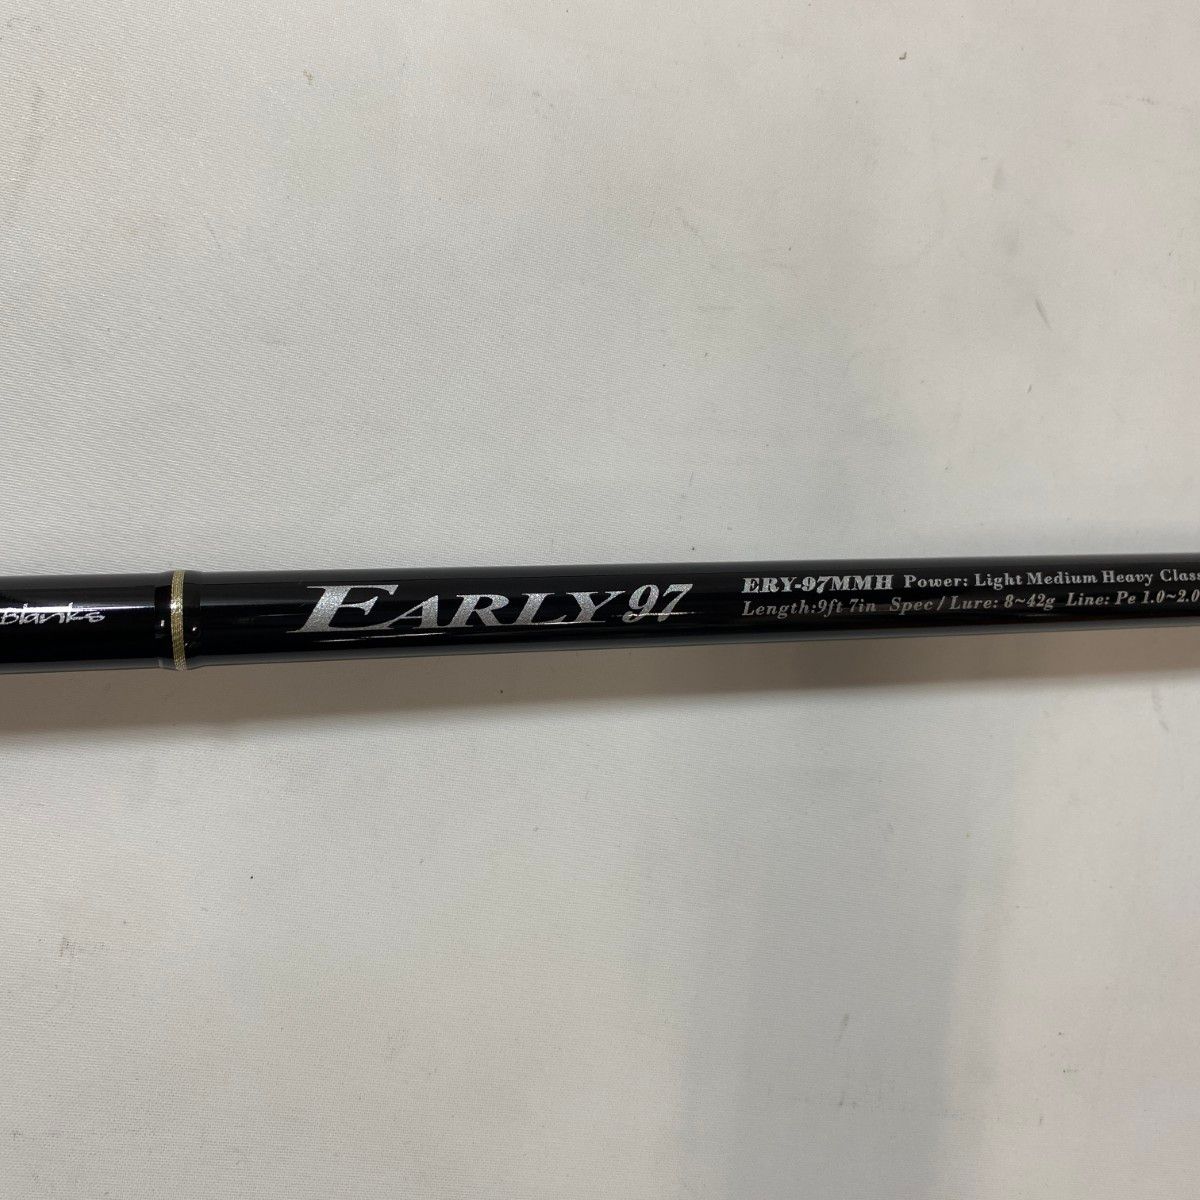 Blanks
EARLY 97
ERY-97MMH Power: Light Medium Heavy Class
Length:9ft 7in Spec / Lure: 8~42g Line: Pe 1.0~2.0